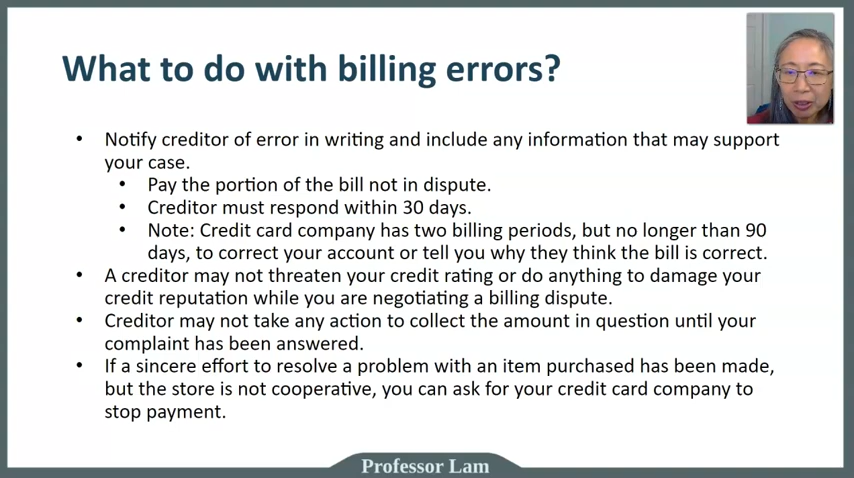 What to do with billing errors?
• Notify creditor of error in writing and include any information that may support
your case.
• Pay the portion of the bill not in dispute.
• Creditor must respond within 30 days.
• Note: Credit card company has two billing periods, but no longer than 90
days, to correct your account or tell you why they think the bill is correct.
• A creditor may not threaten your credit rating or do anything to damage your
credit reputation while you are negotiating a billing dispute.
• Creditor may not take any action to collect the amount in question until your
complaint has been answered.
• If a sincere effort to resolve a problem with an item purchased has been made,
but the store is not cooperative, you can ask for your credit card company to
stop payment.
Professor Lam